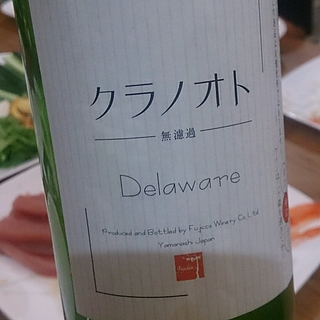 クラノオト
無濾過
Delaware
Produced and Bottled by Fujicco Winery Co.,Ltd
Yamanashi Japan